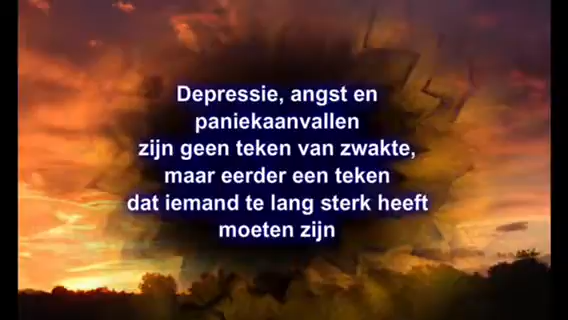 Depressie, angst en
paniekaanvallen
zijn geen teken van zwakte,
maar eerder een teken
dat iemand te lang sterk heeft
moeten zijn